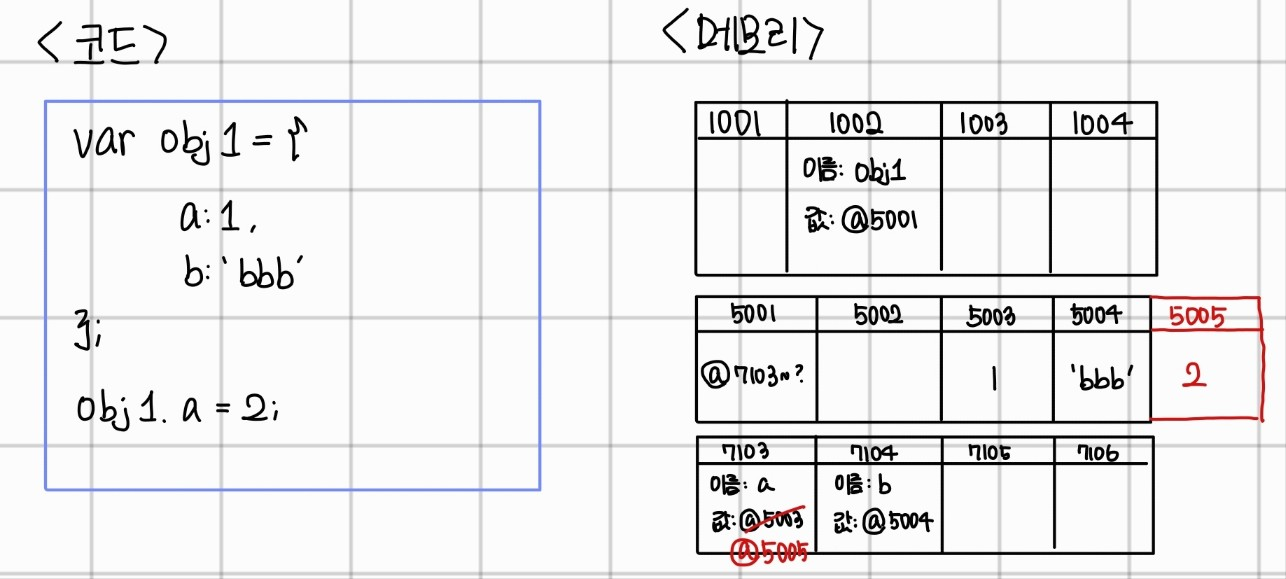 <코드>
var obj1 = {
a: 1,
b: 'bbb'
};
obj1. a = 2;
<메모리>
1001 1002 1003 1004
이름: obj1
값: @5001
5001 5002 5003 5004 5005
@7103~? 1 'bbb' 2
7103 7104 7105 7106
이름: a 이름: b
값: @5003 값: @5004
@5005